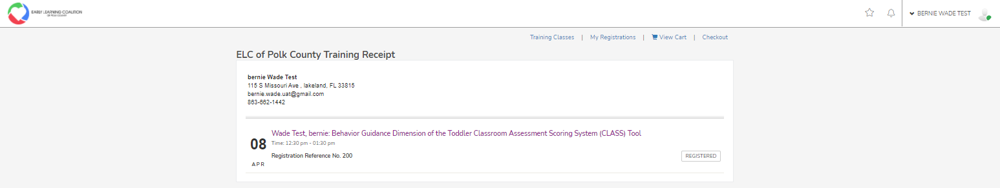 EARLY LEARNING COALITION
OF POLK COUNTY
BERNIE WADE TEST
Training Classes | My Registrations | View Cart | Checkout
ELC of Polk County Training Receipt
bernie Wade Test
115 S Missouri Ave , lakeland, FL 33815
bernie.wade.uat@gmail.com
863-662-1442
Wade Test, bernie: Behavior Guidance Dimension of the Toddler Classroom Assessment Scoring System (CLASS) Tool
08
Time: 12:30 pm - 01:30 pm
Registration Reference No. 200
REGISTERED
APR